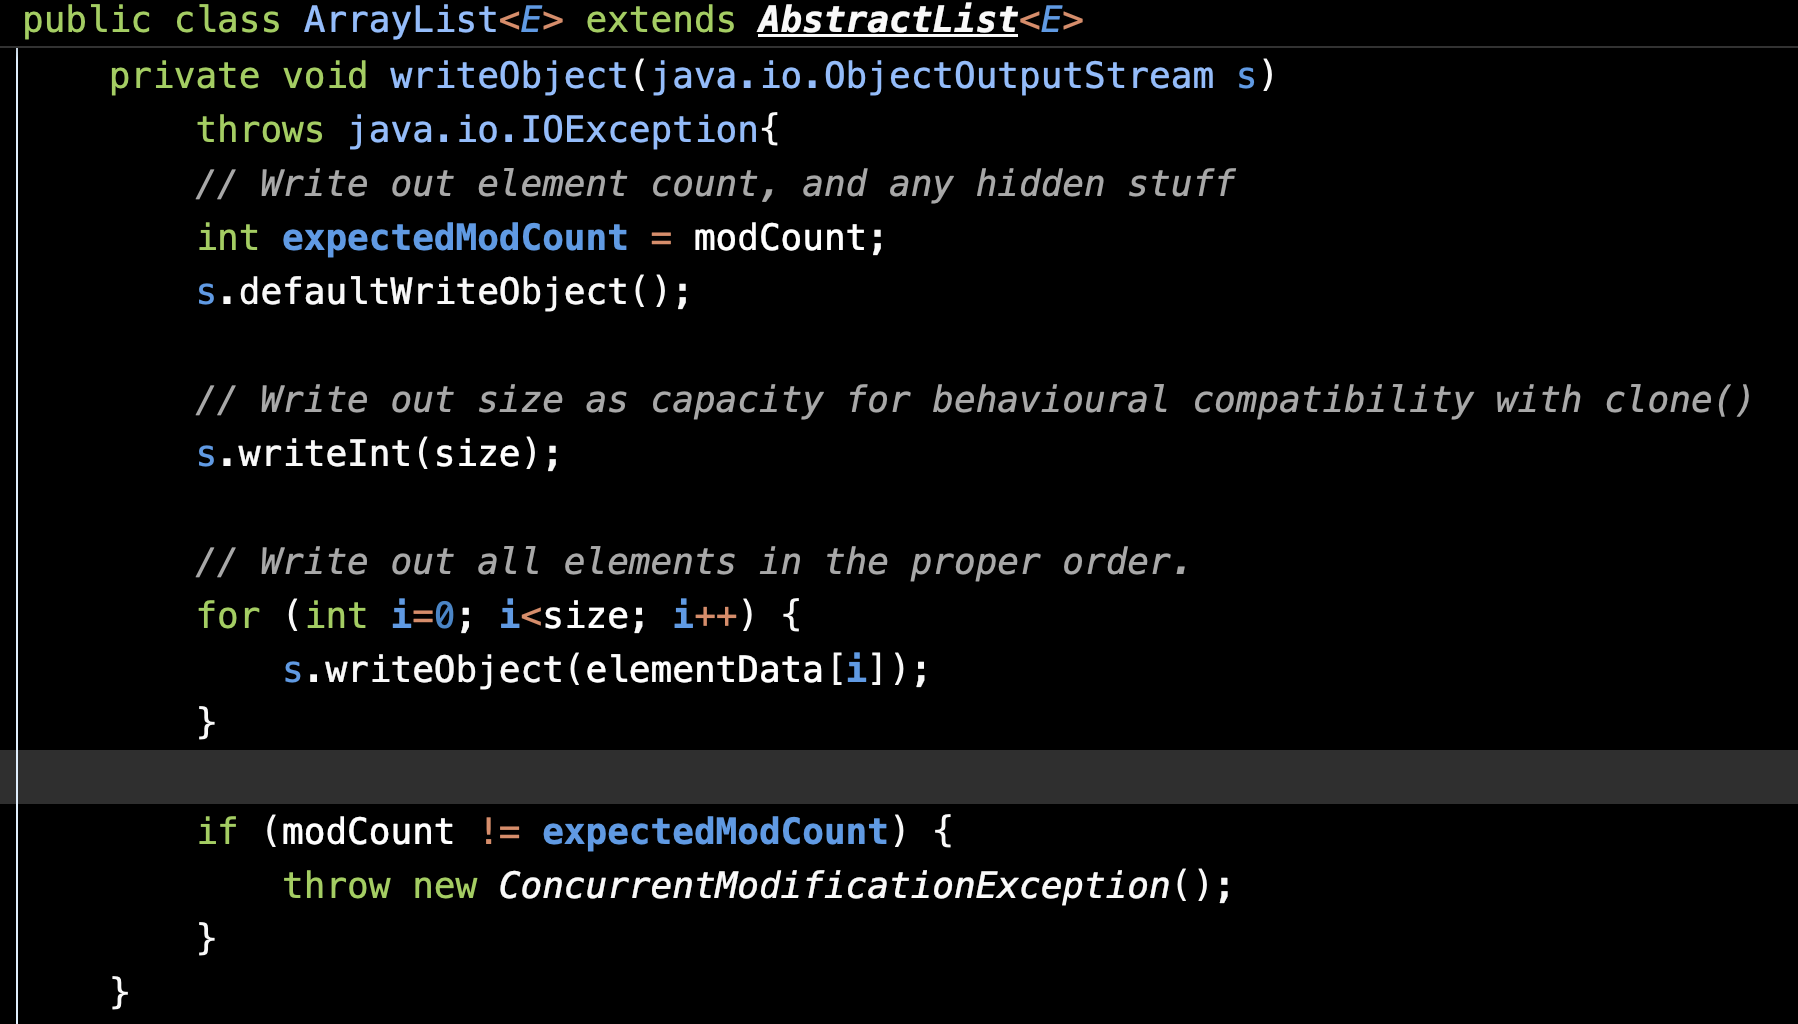 public class ArrayList<E> extends AbstractList<E>
private void writeObject(java.io.ObjectOutputStream s)
throws java.io.IOException{
// Write out element count, and any hidden stuff
int expectedModCount = modCount;
s.defaultWriteObject();
// Write out size as capacity for behavioural compatibility with clone()
s.writeInt(size);
// Write out all elements in the proper order.
for (int i=0; i<size; i++) {
s.writeObject(elementData[i]);
}
if (modCount != expectedModCount) {
throw new ConcurrentModificationException();
}
}